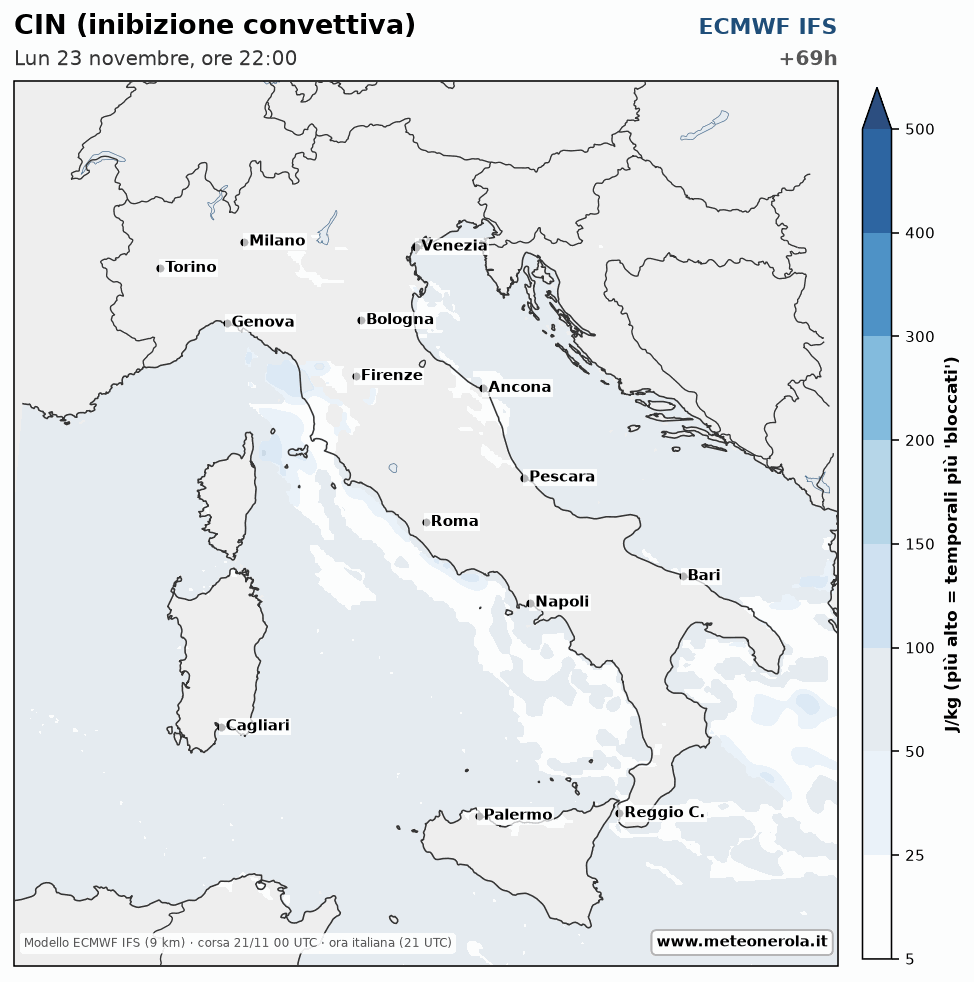 CIN (inibizione convettiva)
ECMWF IFS
Lun 23 novembre, ore 22:00
+69h
Milano
Venezia
Torino
Genova
Bologna
Firenze
Ancona
Pescara
Roma
Bari
Napoli
Cagliari
Palermo
Reggio C.
500
400
300
200
150
100
50
25
5
J/kg (più alto = temporali più 'bloccati')
Modello ECMWF IFS (9 km) · corsa 21/11 00 UTC · ora italiana (21 UTC)
www.meteonerola.it